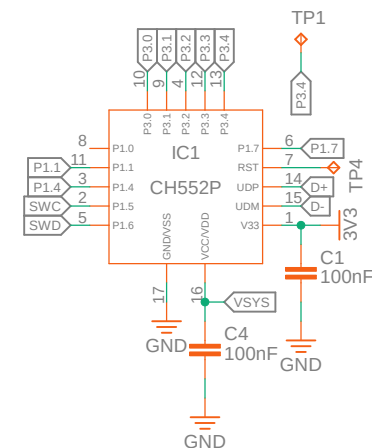 TP1
P3.0 P3.1 P3.2 P3.3 P3.4
P3.4
10 9 4 12 13
P3.0 P3.1 P3.2 P3.3 P3.4
8 P1.0 IC1 P1.7 6 P1.7
P1.1 11 P1.1 RST 7 TP4
P1.4 3 P1.4 CH552P UDP 14 D+
SWC 2 P1.5 UDM 15 D-
SWD 5 P1.6 V33 1 3V3
GND/VSS VCC/VDD
17 16
C1
100nF
VSYS
GND
C4
100nF
GND
GND